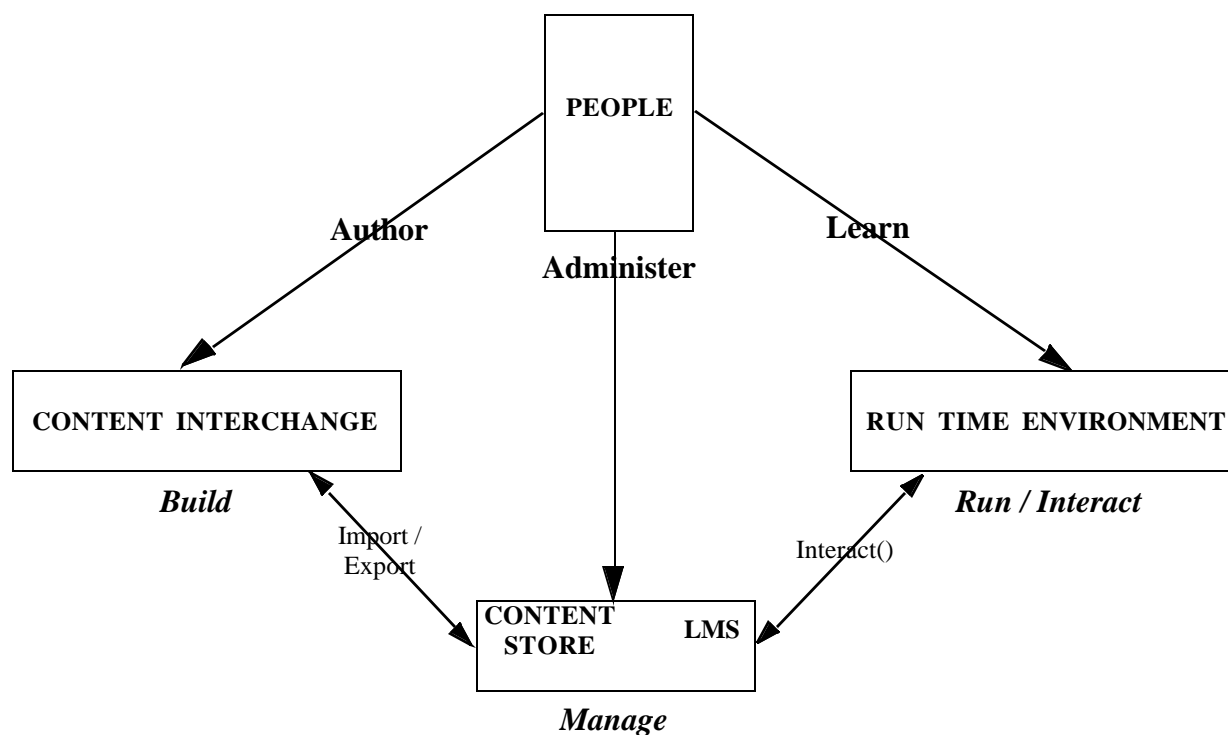 PEOPLE
Author
Learn
Administer
CONTENT INTERCHANGE
RUN TIME ENVIRONMENT
Build
Run / Interact
Import /
Export
Interact()
CONTENT
STORE
LMS
Manage